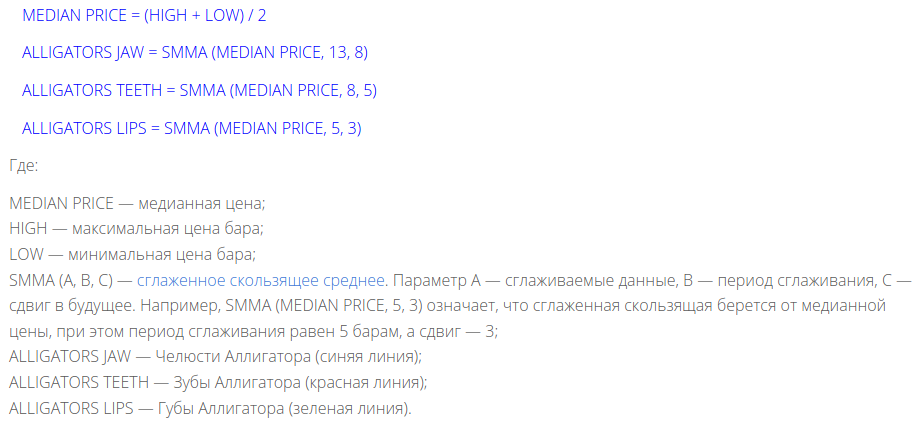 MEDIAN PRICE = (HIGH + LOW) / 2
ALLIGATORS JAW = SMMA (MEDIAN PRICE, 13, 8)
ALLIGATORS TEETH = SMMA (MEDIAN PRICE, 8, 5)
ALLIGATORS LIPS = SMMA (MEDIAN PRICE, 5, 3)
Где:
MEDIAN PRICE — медианная цена;
HIGH — максимальная цена бара;
LOW — минимальная цена бара;
SMMA (A, B, C) — сглаженное скользящее среднее. Параметр A — сглаживаемые данные, B — период сглаживания, C —
сдвиг в будущее. Например, SMMA (MEDIAN PRICE, 5, 3) означает, что сглаженная скользящая берется от медианной
цены, при этом период сглаживания равен 5 барам, а сдвиг — 3;
ALLIGATORS JAW — Челюсти Аллигатора (синяя линия);
ALLIGATORS TEETH — Зубы Аллигатора (красная линия);
ALLIGATORS LIPS — Губы Аллигатора (зеленая линия).